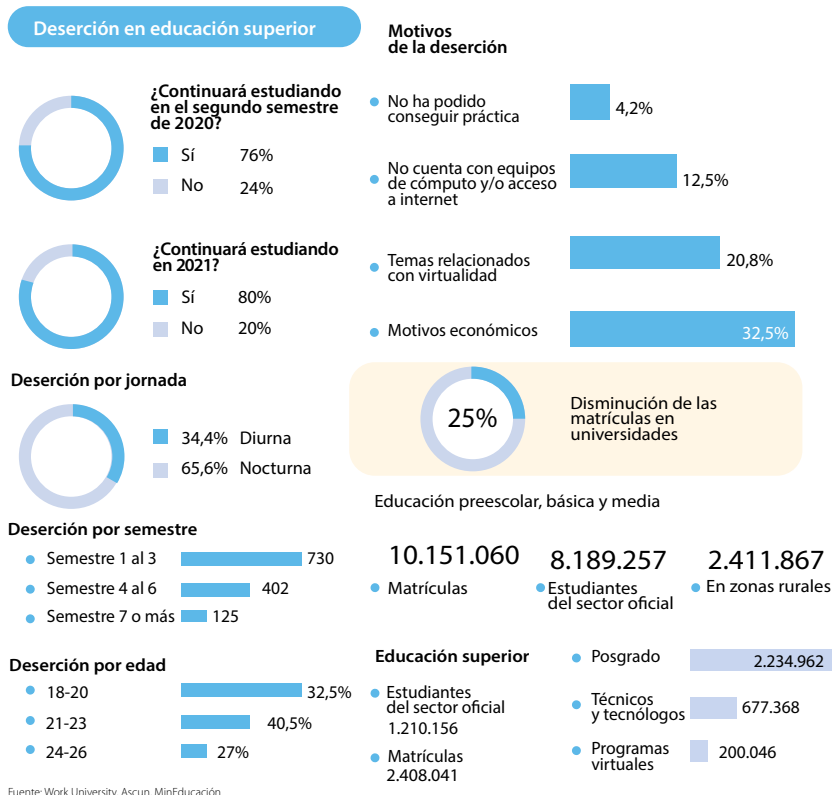 Deserción en educación superior
¿Continuará estudiando
en el segundo semestre
de 2020?
Sí 76%
No 24%
¿Continuará estudiando
en 2021?
Sí 80%
No 20%
Deserción por jornada
34,4% Diurna
65,6% Nocturna
Deserción por semestre
Semestre 1 al 3 730
Semestre 4 al 6 402
Semestre 7 o más 125
Deserción por edad
18-20 32,5%
21-23 40,5%
24-26 27%
Motivos
de la deserción
No ha podido
conseguir práctica
4,2%
No cuenta con equipos
de cómputo y/o acceso
a internet
12,5%
Temas relacionados
con virtualidad
20,8%
Motivos económicos 32,5%
25%
Disminución de las
matrículas en
universidades
Educación preescolar, básica y media
10.151.060
Matrículas
8.189.257
Estudiantes
del sector oficial
2.411.867
En zonas rurales
Educación superior
Estudiantes
del sector oficial
1.210.156
Matrículas
2.408.041
Posgrado 2.234.962
Técnicos
y tecnólogos
677.368
Programas
virtuales
200.046
Fuente: Work University, Ascun, MinEducación